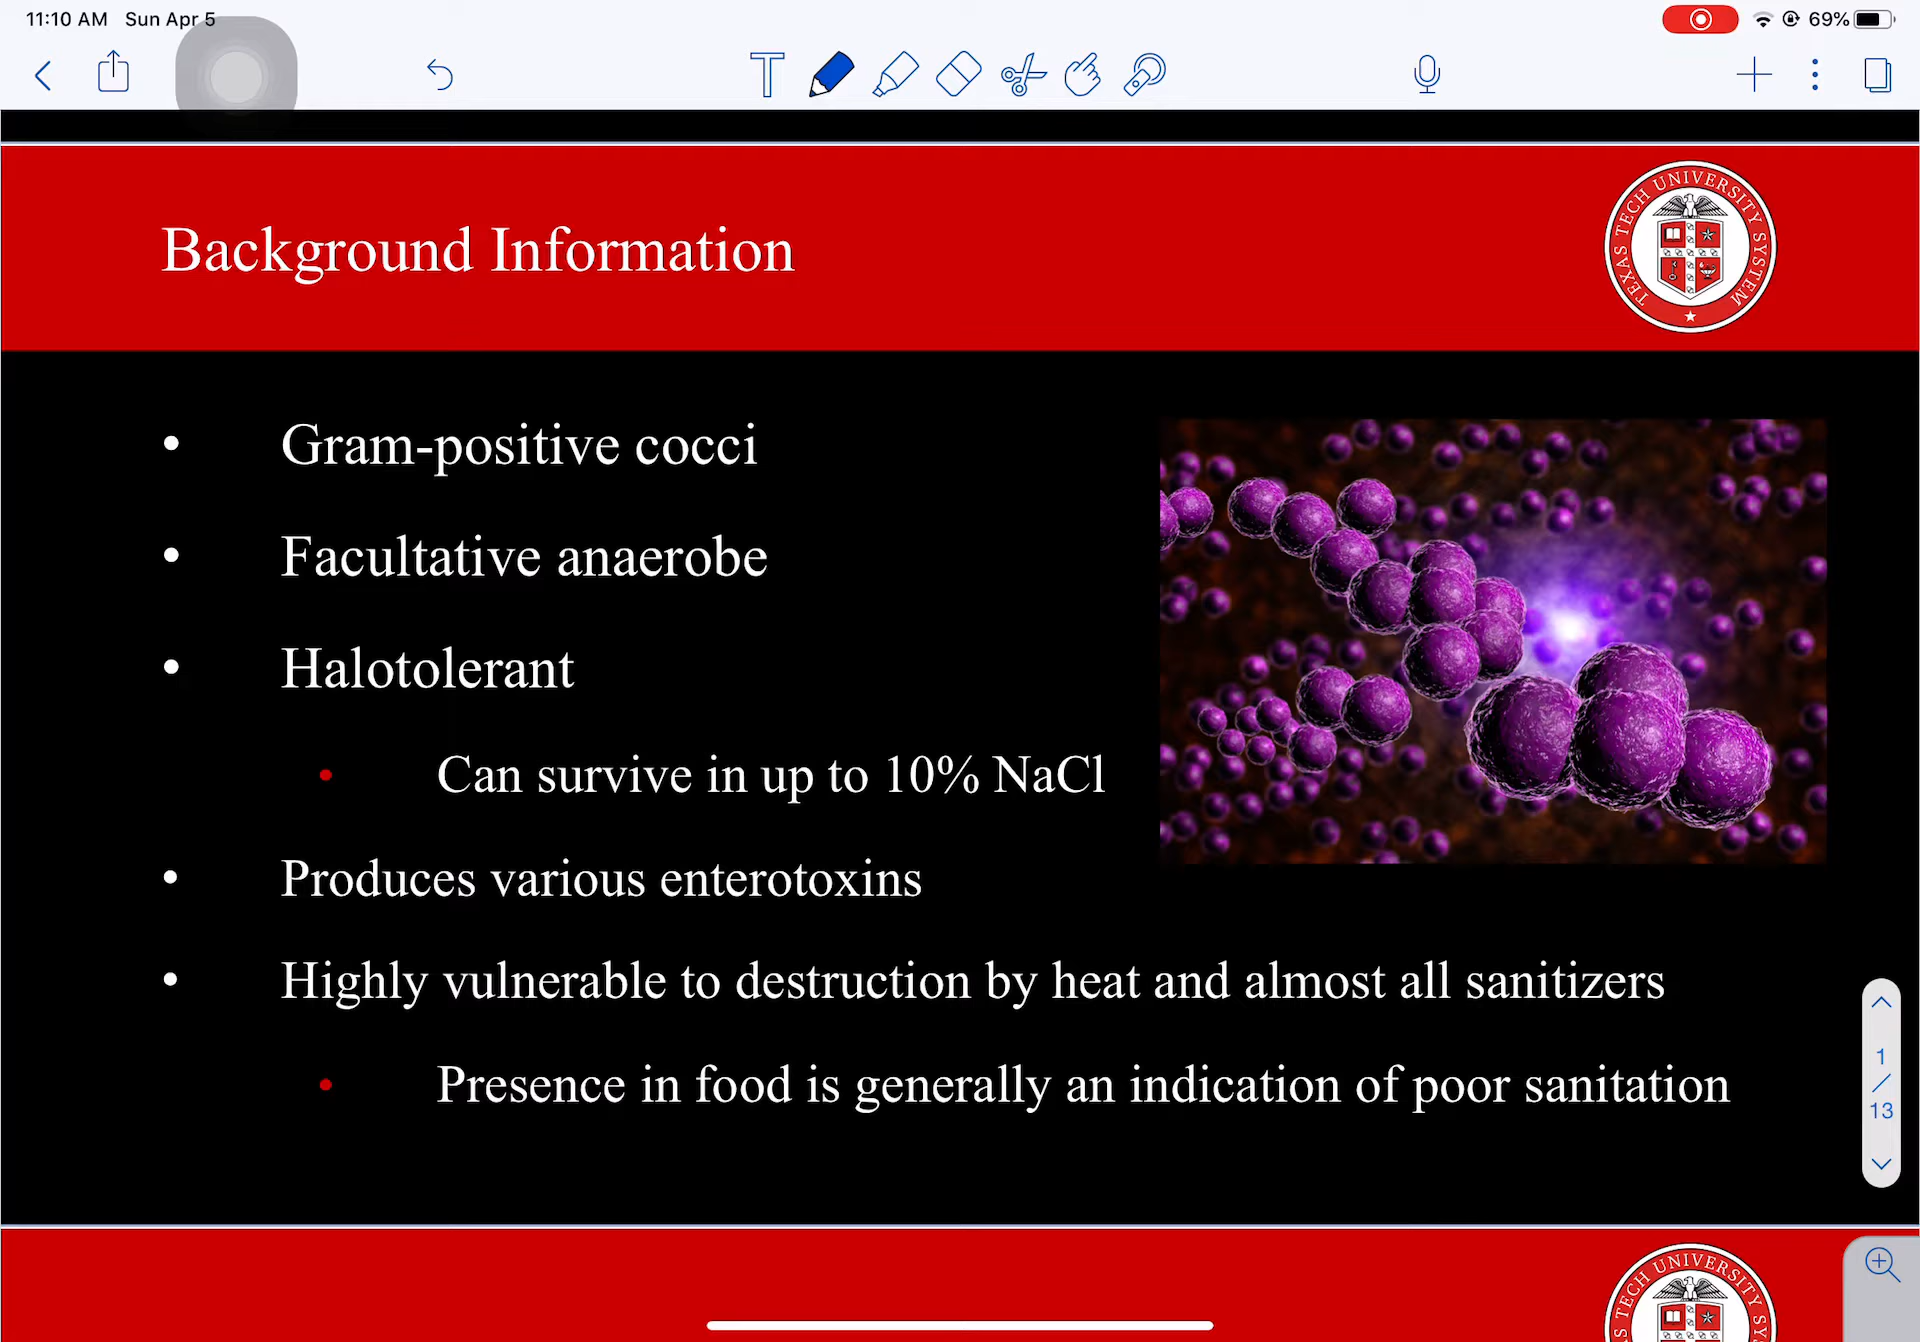 11:10 AM Sun Apr 5
69%
Background Information
TEXAS TECH UNIVERSITY SYSTEM
• Gram-positive cocci
• Facultative anaerobe
• Halotolerant
• Can survive in up to 10% NaCl
• Produces various enterotoxins
• Highly vulnerable to destruction by heat and almost all sanitizers
• Presence in food is generally an indication of poor sanitation
1
/
13
UNIVERSITY